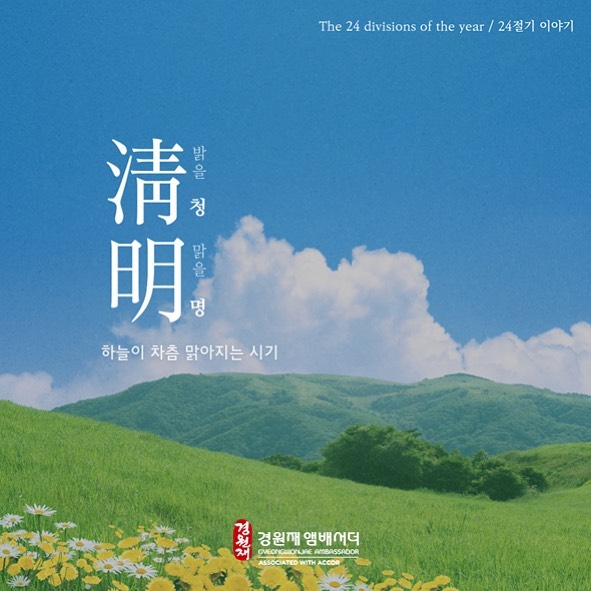 The 24 divisions of the year / 24절기 이야기
淸 밝을 청
明 맑을 명
하늘이 차츰 맑아지는 시기
경원재
경원재 앰배서더
GYEONGWONJAE AMBASSADOR
ASSOCIATED WITH ACCOR